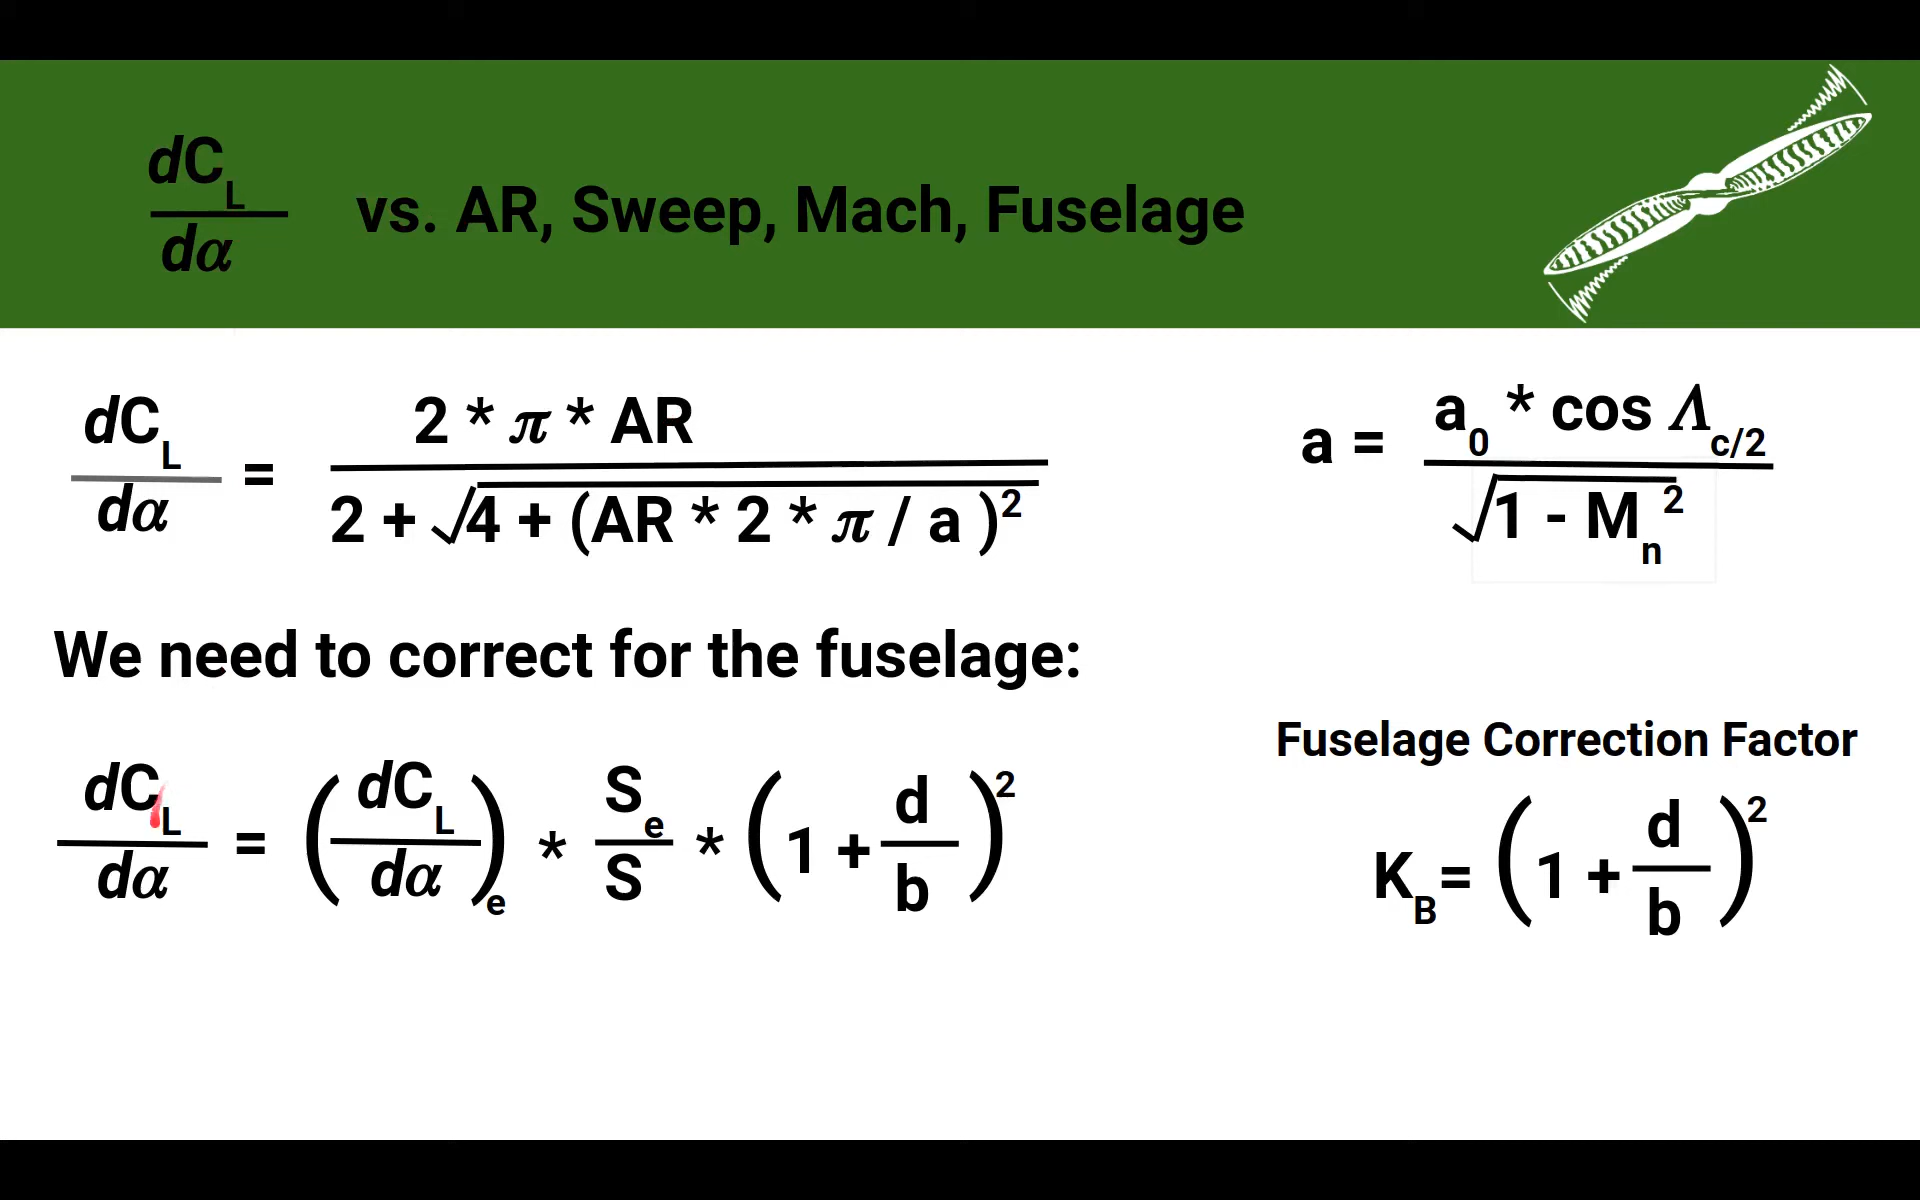 dC_L / dα vs. AR, Sweep, Mach, Fuselage
dC_L / dα = 2 * π * AR / (2 + √(4 + (AR * 2 * π / a )²))
a = a_0 * cos Λ_c/2 / √(1 - M_n²)
We need to correct for the fuselage:
Fuselage Correction Factor
dC_L / dα = (dC_L / dα)_e * S_e / S * (1 + d / b)²
K_B = (1 + d / b)²